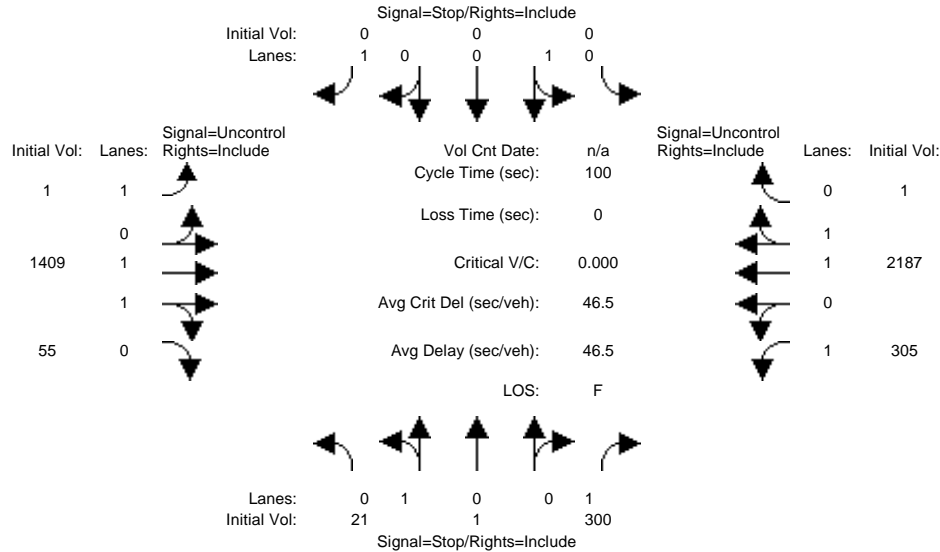 Signal=Stop/Rights=Include
Initial Vol: 0 0 0
Lanes: 1 0 0 1 0
Signal=Uncontrol Signal=Uncontrol
Initial Vol: Lanes: Rights=Include Vol Cnt Date: n/a Rights=Include Lanes: Initial Vol:
Cycle Time (sec): 100
1 1 0 1
Loss Time (sec): 0
0 1
1409 1 Critical V/C: 0.000 1 2187
1 Avg Crit Del (sec/veh): 46.5 0
55 0 Avg Delay (sec/veh): 46.5 1 305
LOS: F
Lanes: 0 1 0 0 1
Initial Vol: 21 1 300
Signal=Stop/Rights=Include